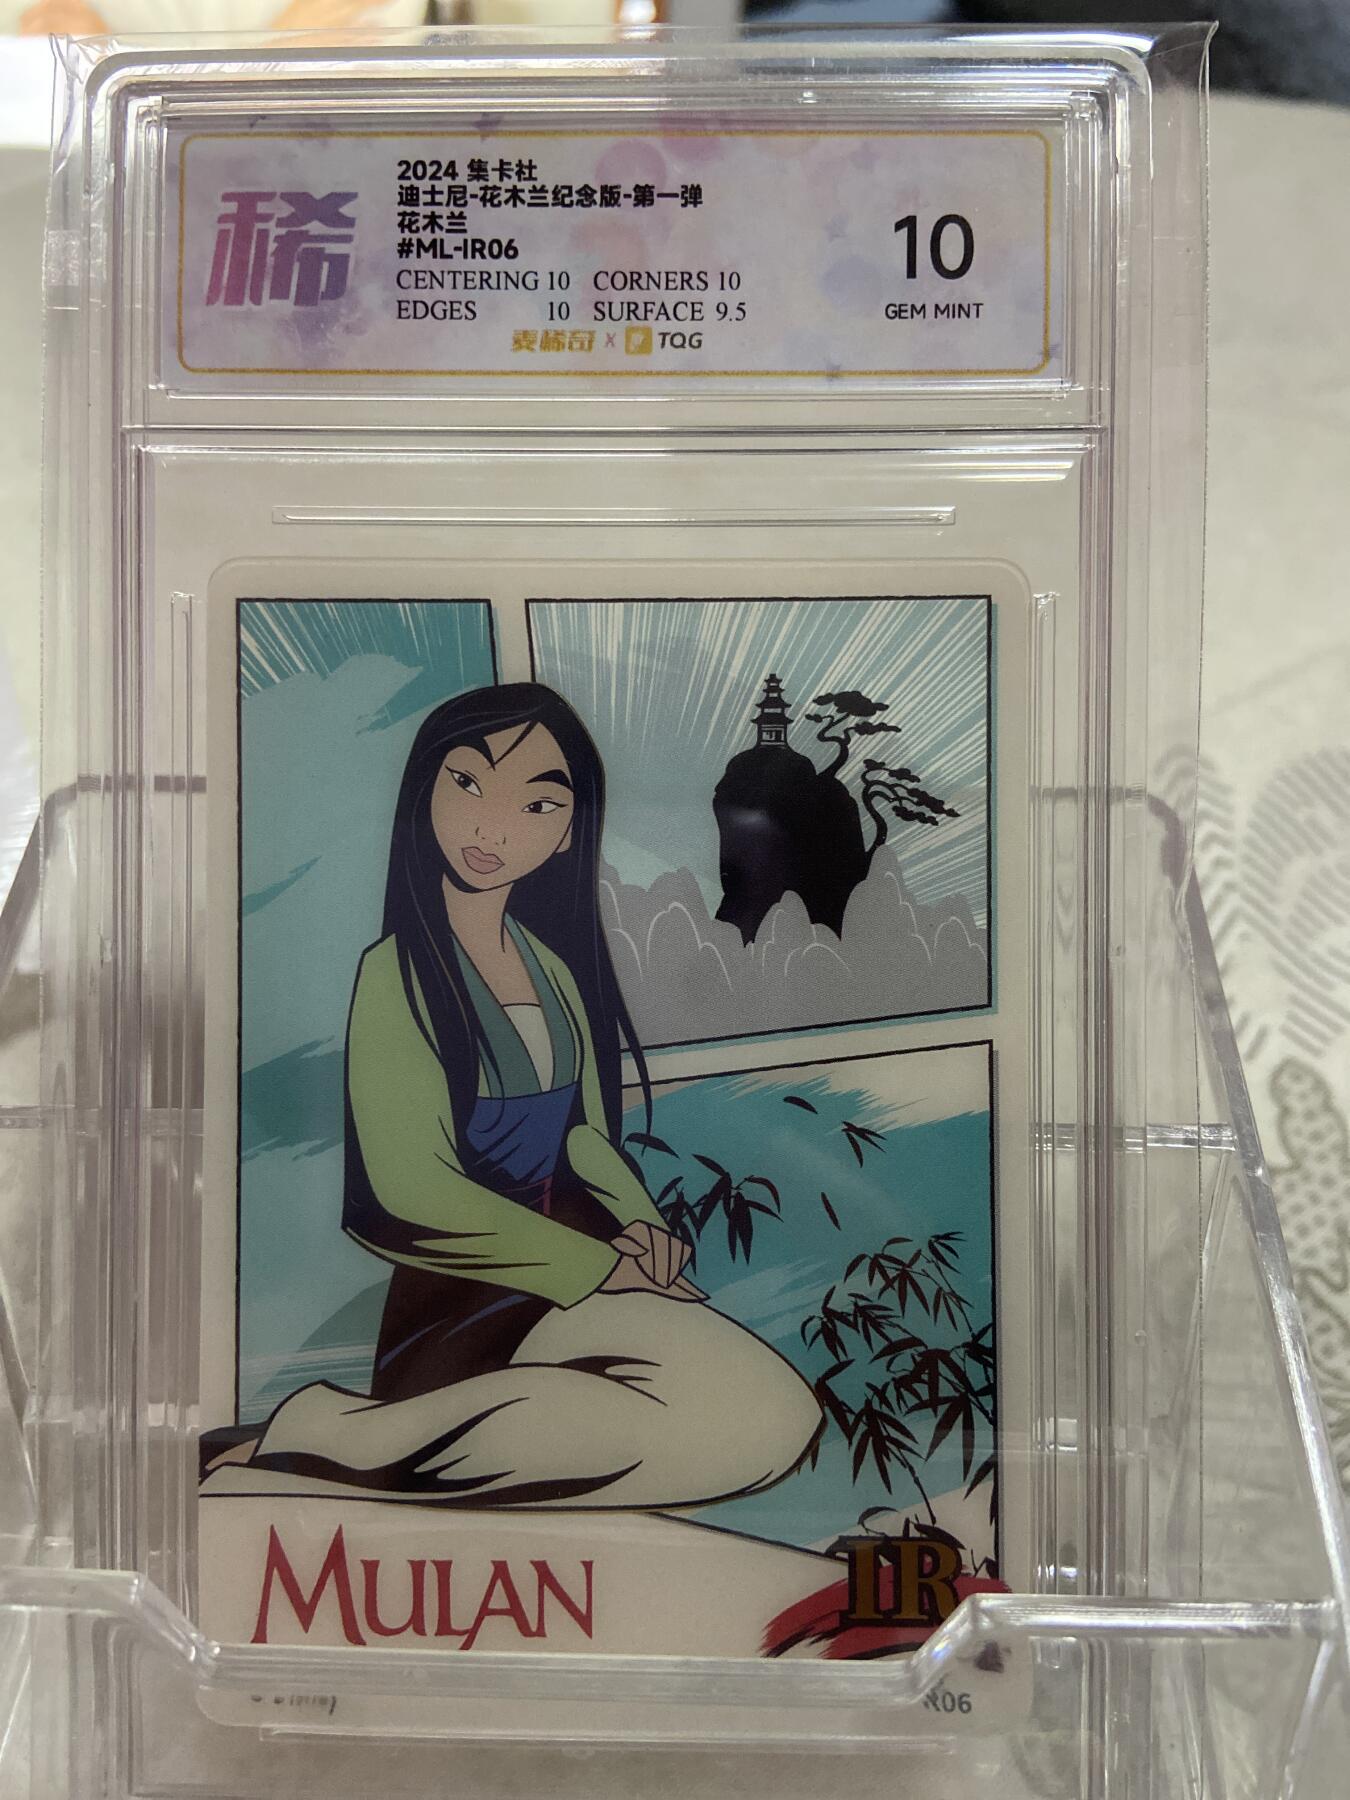 稀
2024 集卡社
迪士尼-花木兰纪念版-第一弹
花木兰
#ML-IR06
CENTERING 10 CORNERS 10
EDGES 10 SURFACE 9.5
麦稀奇 x TQG
10
GEM MINT
MULAN
IR
R06